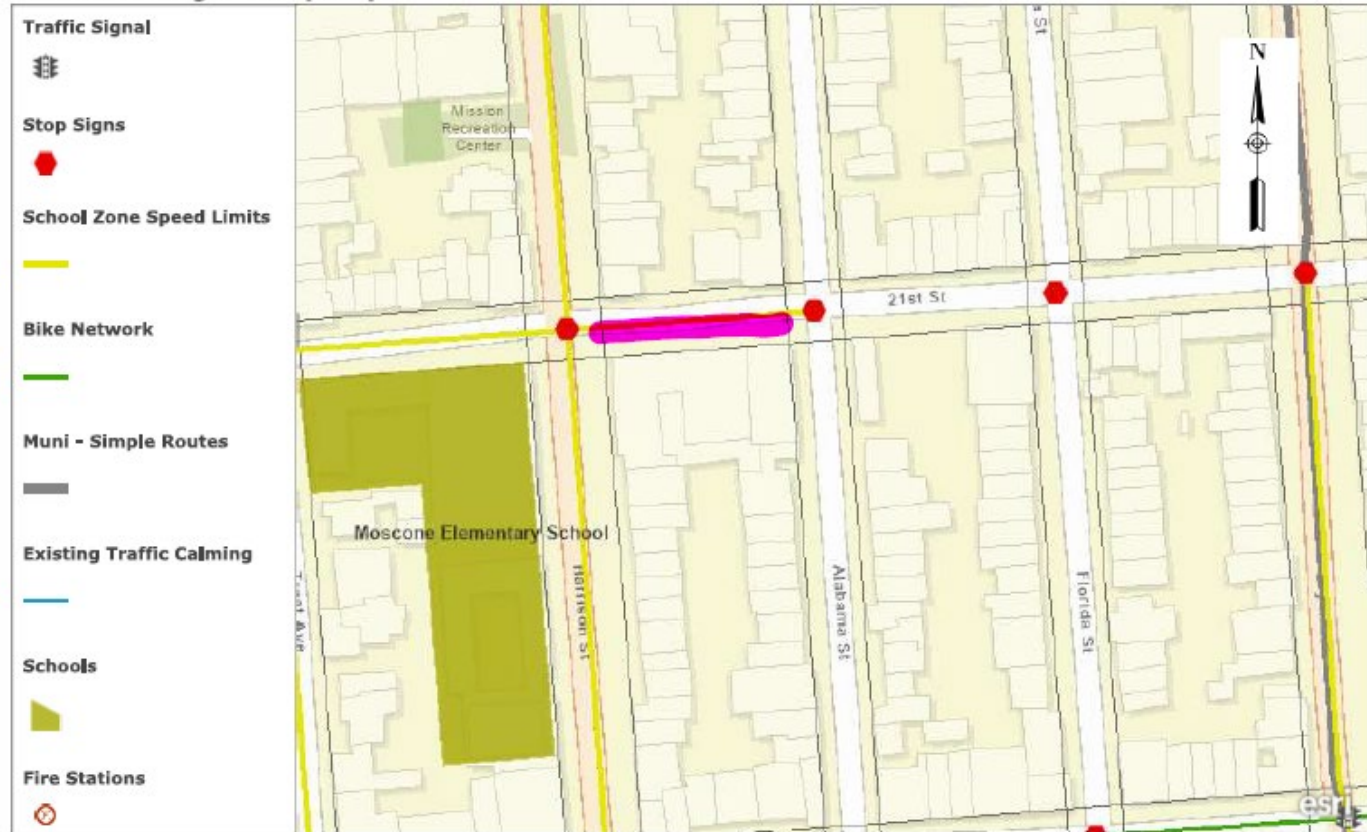 Traffic Signal
Stop Signs
School Zone Speed Limits
Bike Network
Muni - Simple Routes
Existing Traffic Calming
Schools
Fire Stations
N
Mission
Recreation
Center
21st St
Moscone Elementary School
Harrison St
Alabama St
Florida St
esri